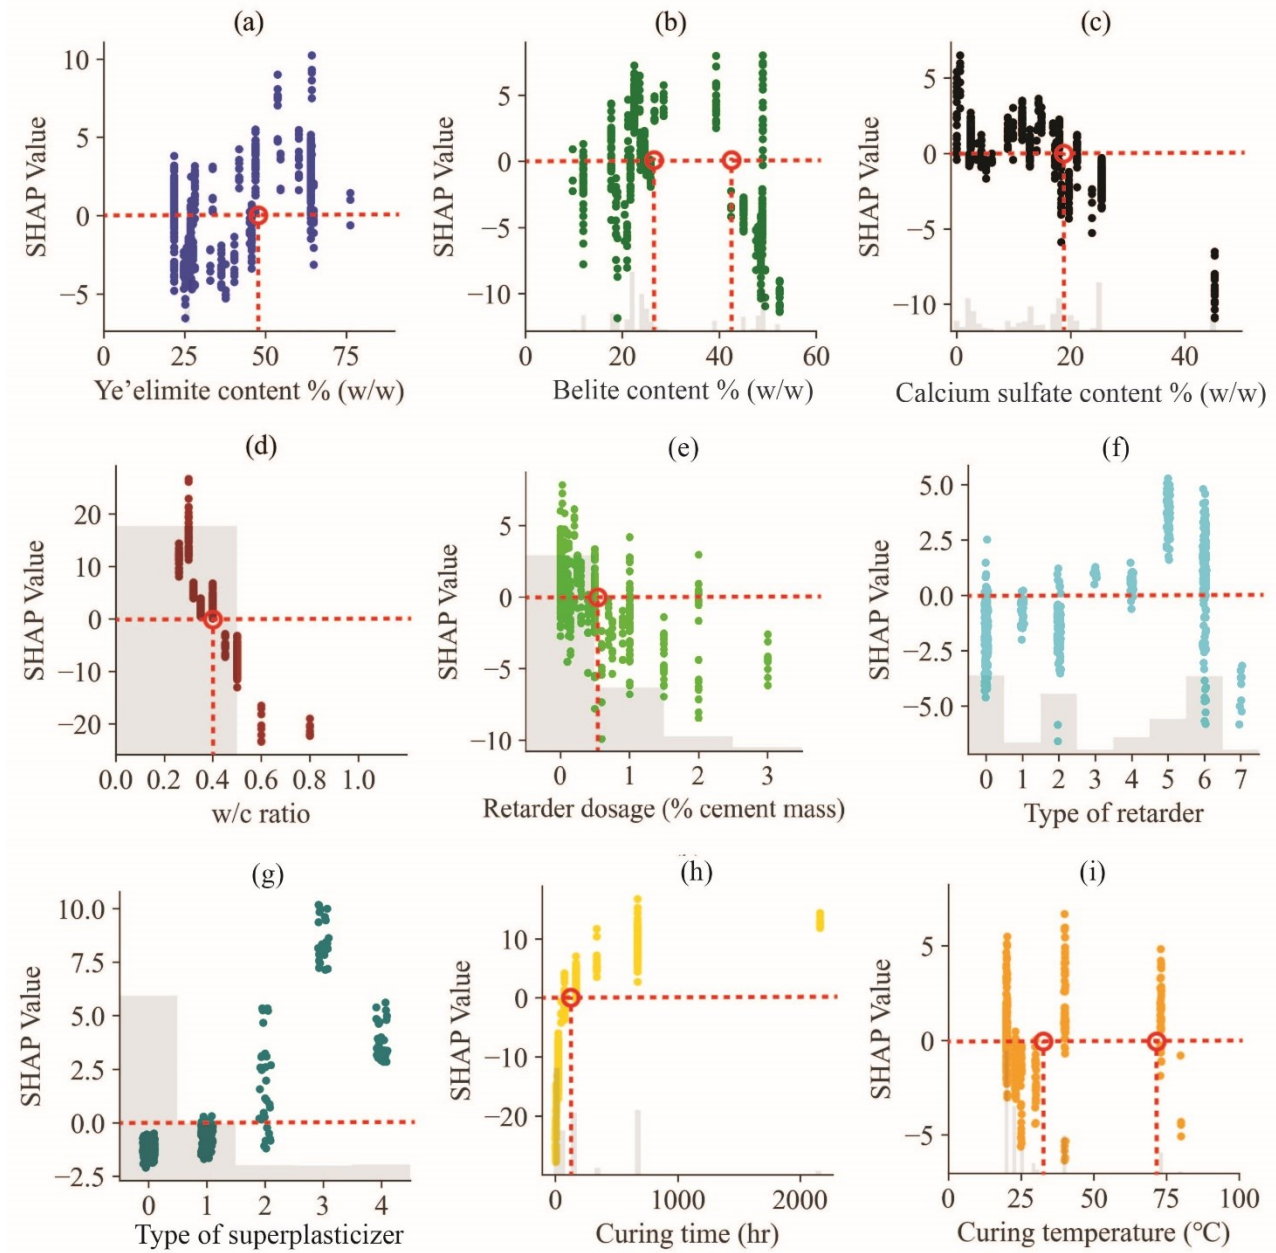 (a)
SHAP Value
10
5
0
−5
0 25 50 75
Ye’elimite content % (w/w)
(b)
SHAP Value
5
0
−5
−10
0 20 40 60
Belite content % (w/w)
(c)
SHAP Value
5
0
−5
−10
0 20 40
Calcium sulfate content % (w/w)
(d)
SHAP Value
20
10
0
−10
−20
0.0 0.2 0.4 0.6 0.8 1.0
w/c ratio
(e)
SHAP Value
5
0
−5
−10
0 1 2 3
Retarder dosage (% cement mass)
(f)
SHAP Value
5.0
2.5
0.0
−2.5
−5.0
0 1 2 3 4 5 6 7
Type of retarder
(g)
SHAP Value
10.0
7.5
5.0
2.5
0.0
−2.5
0 1 2 3 4
Type of superplasticizer
(h)
SHAP Value
10
0
−10
−20
0 1000 2000
Curing time (hr)
(i)
SHAP Value
5
0
−5
0 25 50 75 100
Curing temperature (°C)